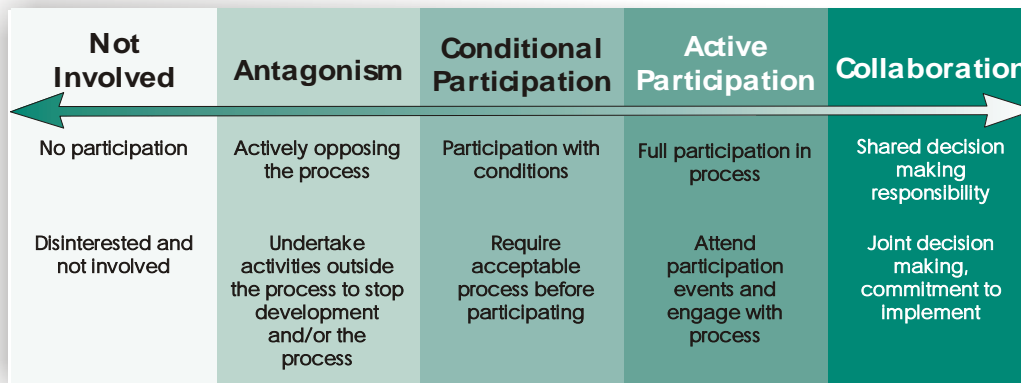 Not
Involved
Antagonism
Conditional
Participation
Active
Participation
Collaboration
No participation
Actively opposing
the process
Participation with
conditions
Full participation in
process
Shared decision
making
responsibility
Disinterested and
not involved
Undertake
activities outside
the process to stop
development
and/or the
process
Require
acceptable
process before
participating
Attend
participation
events and
engage with
process
Joint decision
making,
commitment to
implement